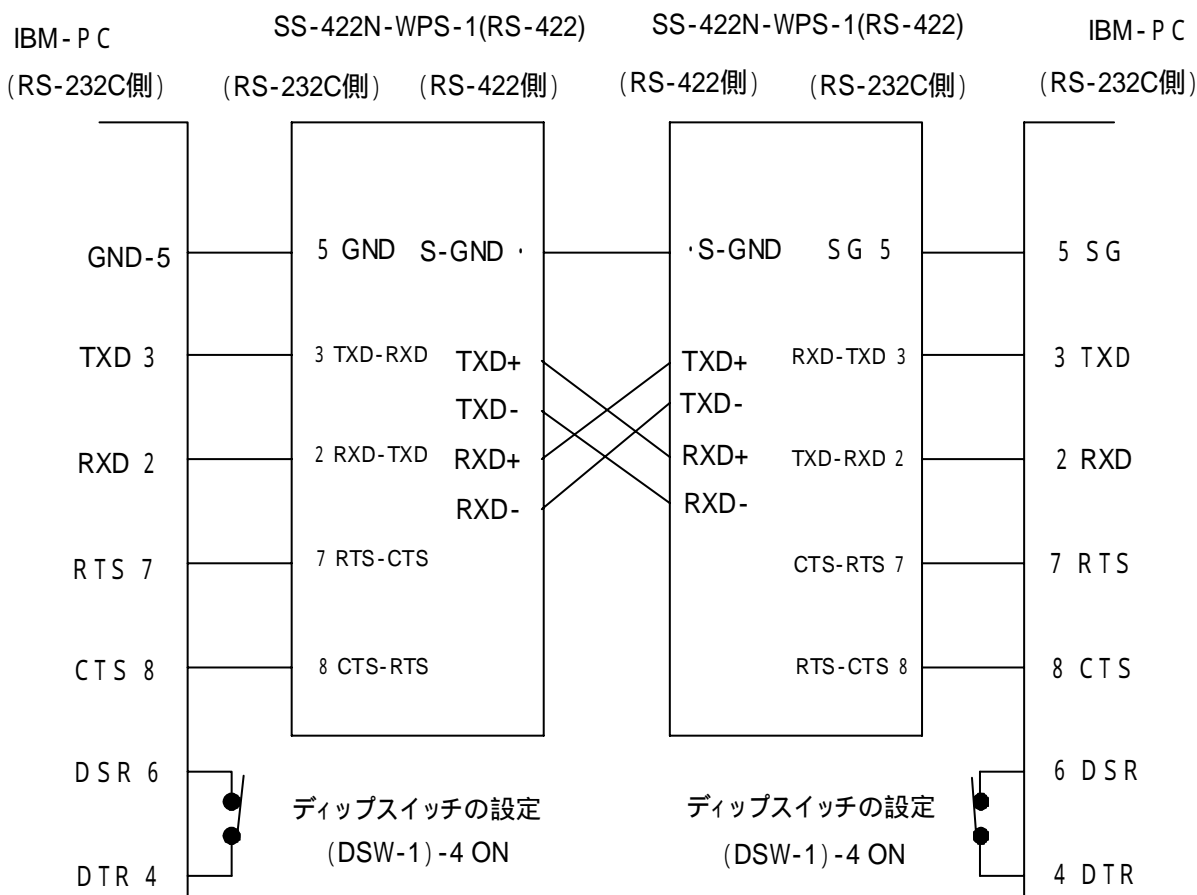 IBM-PC SS-422N-WPS-1(RS-422) SS-422N-WPS-1(RS-422) IBM-PC
(RS-232C側) (RS-232C側) (RS-422側) (RS-422側) (RS-232C側) (RS-232C側)
GND-5 5 GND S-GND · ·S-GND SG 5 5 SG
TXD 3 3 TXD-RXD TXD+ TXD+ RXD-TXD 3 3 TXD
TXD- TXD-
RXD 2 2 RXD-TXD RXD+ RXD+ TXD-RXD 2 2 RXD
RXD- RXD-
RTS 7 7 RTS-CTS CTS-RTS 7 7 RTS
CTS 8 8 CTS-RTS RTS-CTS 8 8 CTS
DSR 6 6 DSR
ディップスイッチの設定 ディップスイッチの設定
(DSW-1)-4 ON (DSW-1)-4 ON
DTR 4 4 DTR